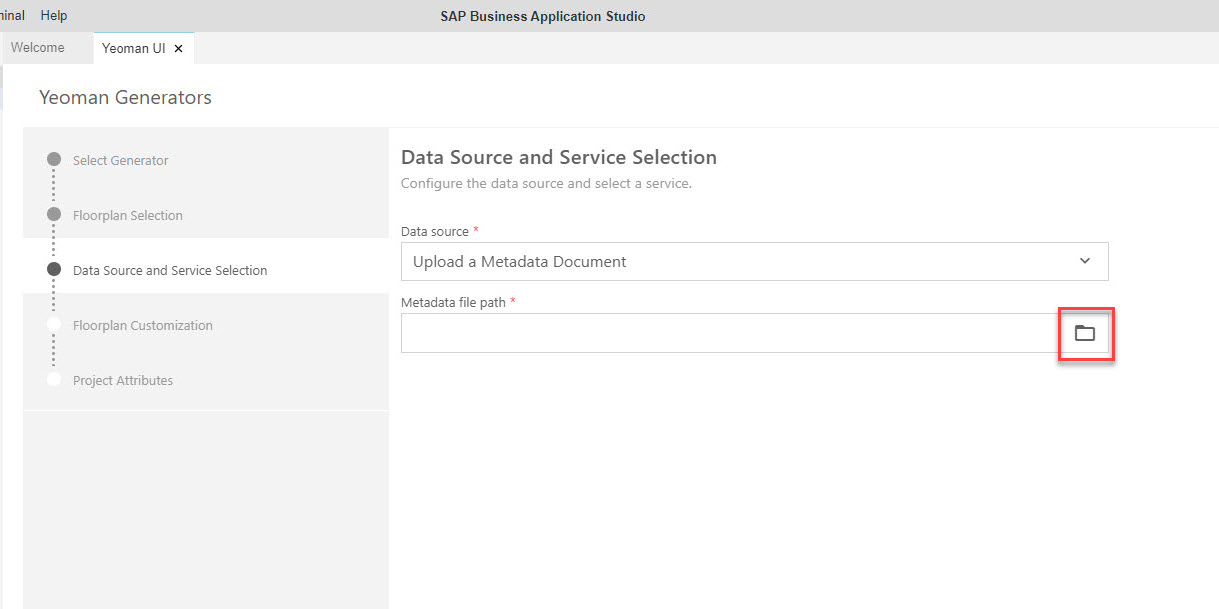 Help
SAP Business Application Studio
Welcome
Yeoman UI
Yeoman Generators
Select Generator
Floorplan Selection
Data Source and Service Selection
Floorplan Customization
Project Attributes
Data Source and Service Selection
Configure the data source and select a service.
Data source *
Upload a Metadata Document
Metadata file path *